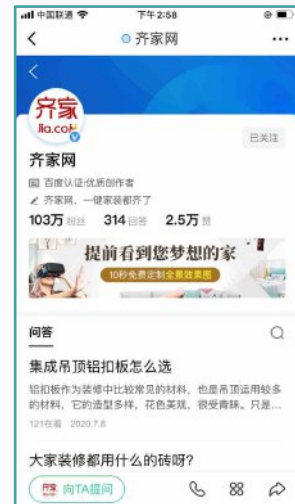 中国联通 下午2:58
齐家网
齐家
Jia.com
已关注
齐家网
百度认证:优质创作者
齐家网，一键家装都齐了
103万 粉丝 314 回答 2.5万 赞
提前看到您梦想的家
10秒免费定制全景效果图
问答
集成吊顶铝扣板怎么选
铝扣板作为装修中比较常见的材料，也是吊顶运用较多
的材料，它的造型多样，花色美观，很受青睐。只是...
121在看 2020.7.6
大家装修都用什么的砖呀?
齐家 向TA提问